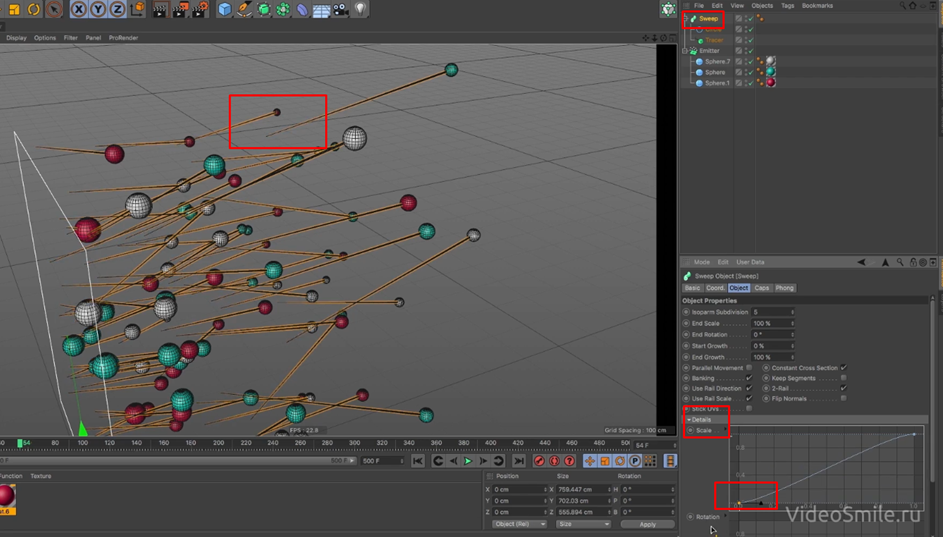 File Edit View Objects Tags Bookmarks
Sweep
Tracer
Emitter
Sphere.7
Sphere
Sphere.1
Display Options Filter Panel ProRender
FPS : 22.8
Grid Spacing : 100 cm
54 80 100 120 140 160 180 200 220 240 260 280 300 320 340 360 380 400 420 440 460 480
54 F
500 F
500 F
Function Texture
Position Size Rotation
X 0 cm X 759.447 cm H 0 °
Y 0 cm Y 702.03 cm P 0 °
Z 0 cm Z 555.894 cm B 0 °
Object (Rel) Size Apply
Mode Edit User Data
Sweep Object [Sweep]
Basic Coord. Object Caps Phong
Object Properties
Isoparm Subdivision 5
End Scale 100 %
End Rotation 0 °
Start Growth 0 %
End Growth 100 %
Parallel Movement Constant Cross Section
Banking Keep Segments
Use Rail Direction 2-Rail
Use Rail Scale Flip Normals
Stick UVs
Details
Scale
Rotation
VideoSmile.ru